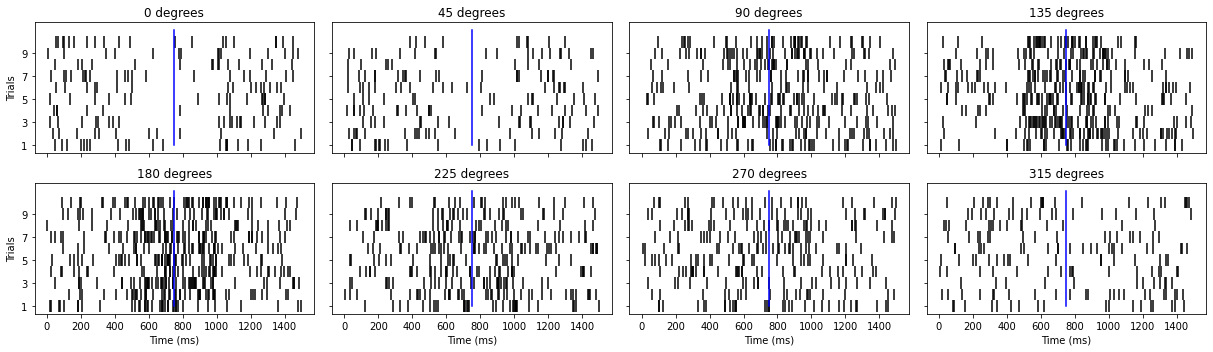 0 degrees
45 degrees
90 degrees
135 degrees
Trials
9
7
5
3
1
180 degrees
225 degrees
270 degrees
315 degrees
Trials
9
7
5
3
1
0 200 400 600 800 1000 1200 1400
0 200 400 600 800 1000 1200 1400
0 200 400 600 800 1000 1200 1400
0 200 400 600 800 1000 1200 1400
Time (ms)
Time (ms)
Time (ms)
Time (ms)